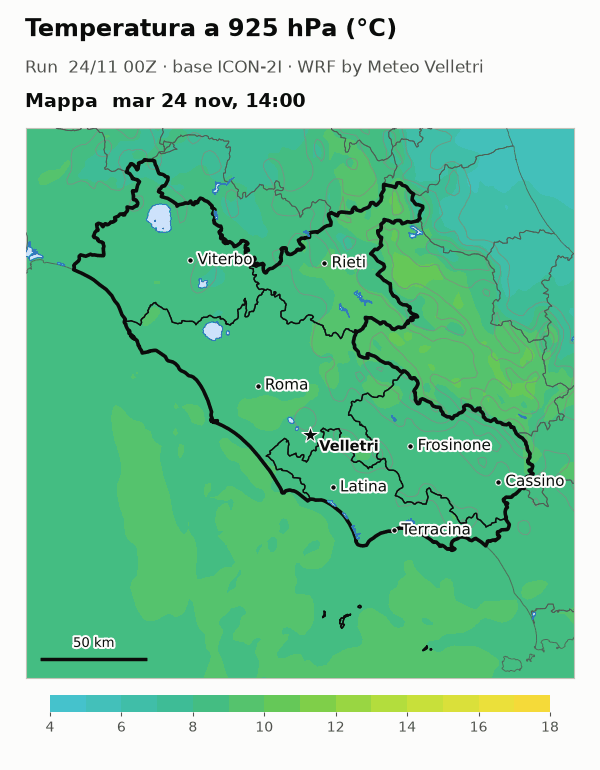 Temperatura a 925 hPa (°C)
Run  24/11 00Z · base ICON-2I · WRF by Meteo Velletri
Mappa  mar 24 nov, 14:00
Viterbo
Rieti
Roma
Velletri
Frosinone
Latina
Cassino
Terracina
50 km
4 6 8 10 12 14 16 18